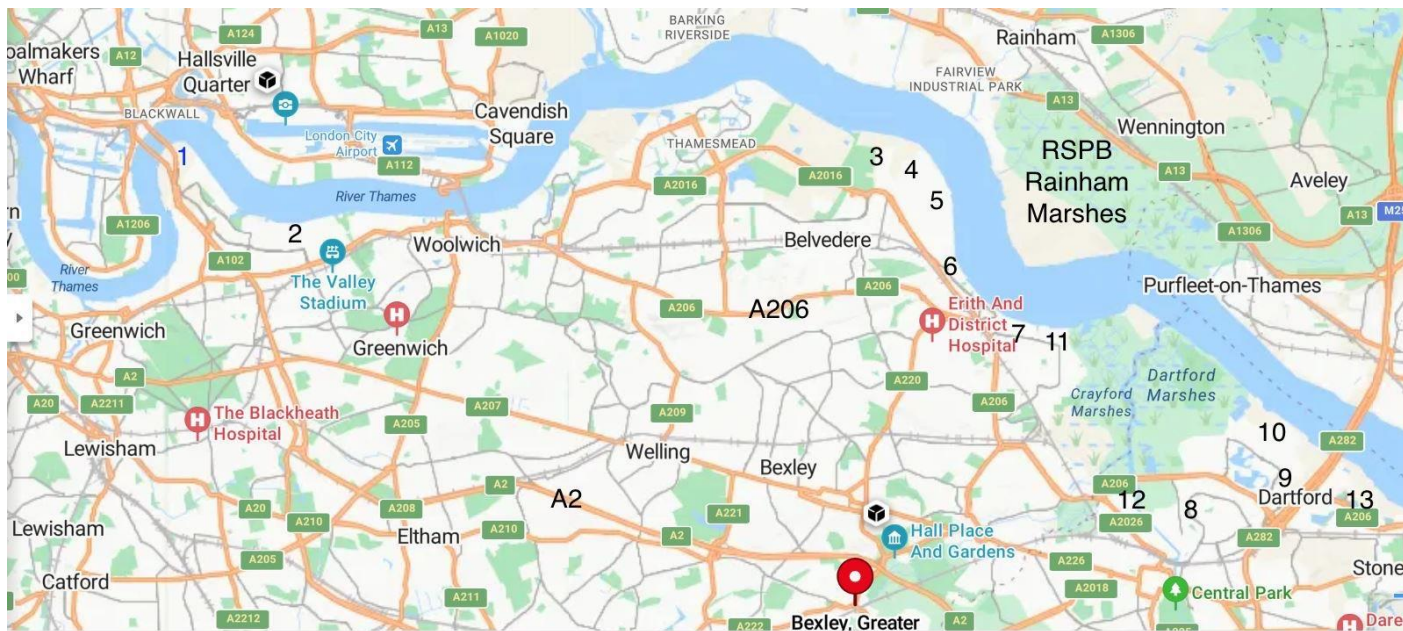 BARKING
RIVERSIDE
A124
A13
A1020
Rainham
A1306
oalmakers
Wharf
A12
Hallsville
Quarter
FAIRVIEW
INDUSTRIAL PARK
A13
BLACKWALL
Cavendish
Square
Wennington
London City
Airport
THAMESMEAD
1
A112
3
4
RSPB
Rainham
Marshes
A13
Aveley
A2016
A2016
River Thames
5
A13
M25
A1206
2
Woolwich
Belvedere
A1306
A102
The Valley
Stadium
River
Thames
00
6
Purfleet-on-Thames
A206
A206
A206
Erith And
District
Hospital
Greenwich
Greenwich
7
11
A2
A220
Crayford
Marshes
Dartford
Marshes
A20
A2211
The Blackheath
Hospital
A207
A205
A209
A206
10
A282
Lewisham
Welling
Bexley
A2
A2
9
A206
12
Dartford
13
A206
8
A20
A210
A208
A210
A221
A2026
Lewisham
Eltham
A2
Hall Place
And Gardens
A282
A205
A226
Stone
Catford
A2018
Central Park
A211
A2212
A222
Bexley, Greater
A2
Dare